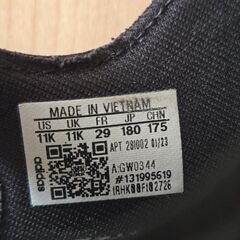 MADE IN VIETNAM
US UK FR JP CHN
11K 11K 29 180 175
APT 281002 01/23
adidas
A:GW0344
#131995619